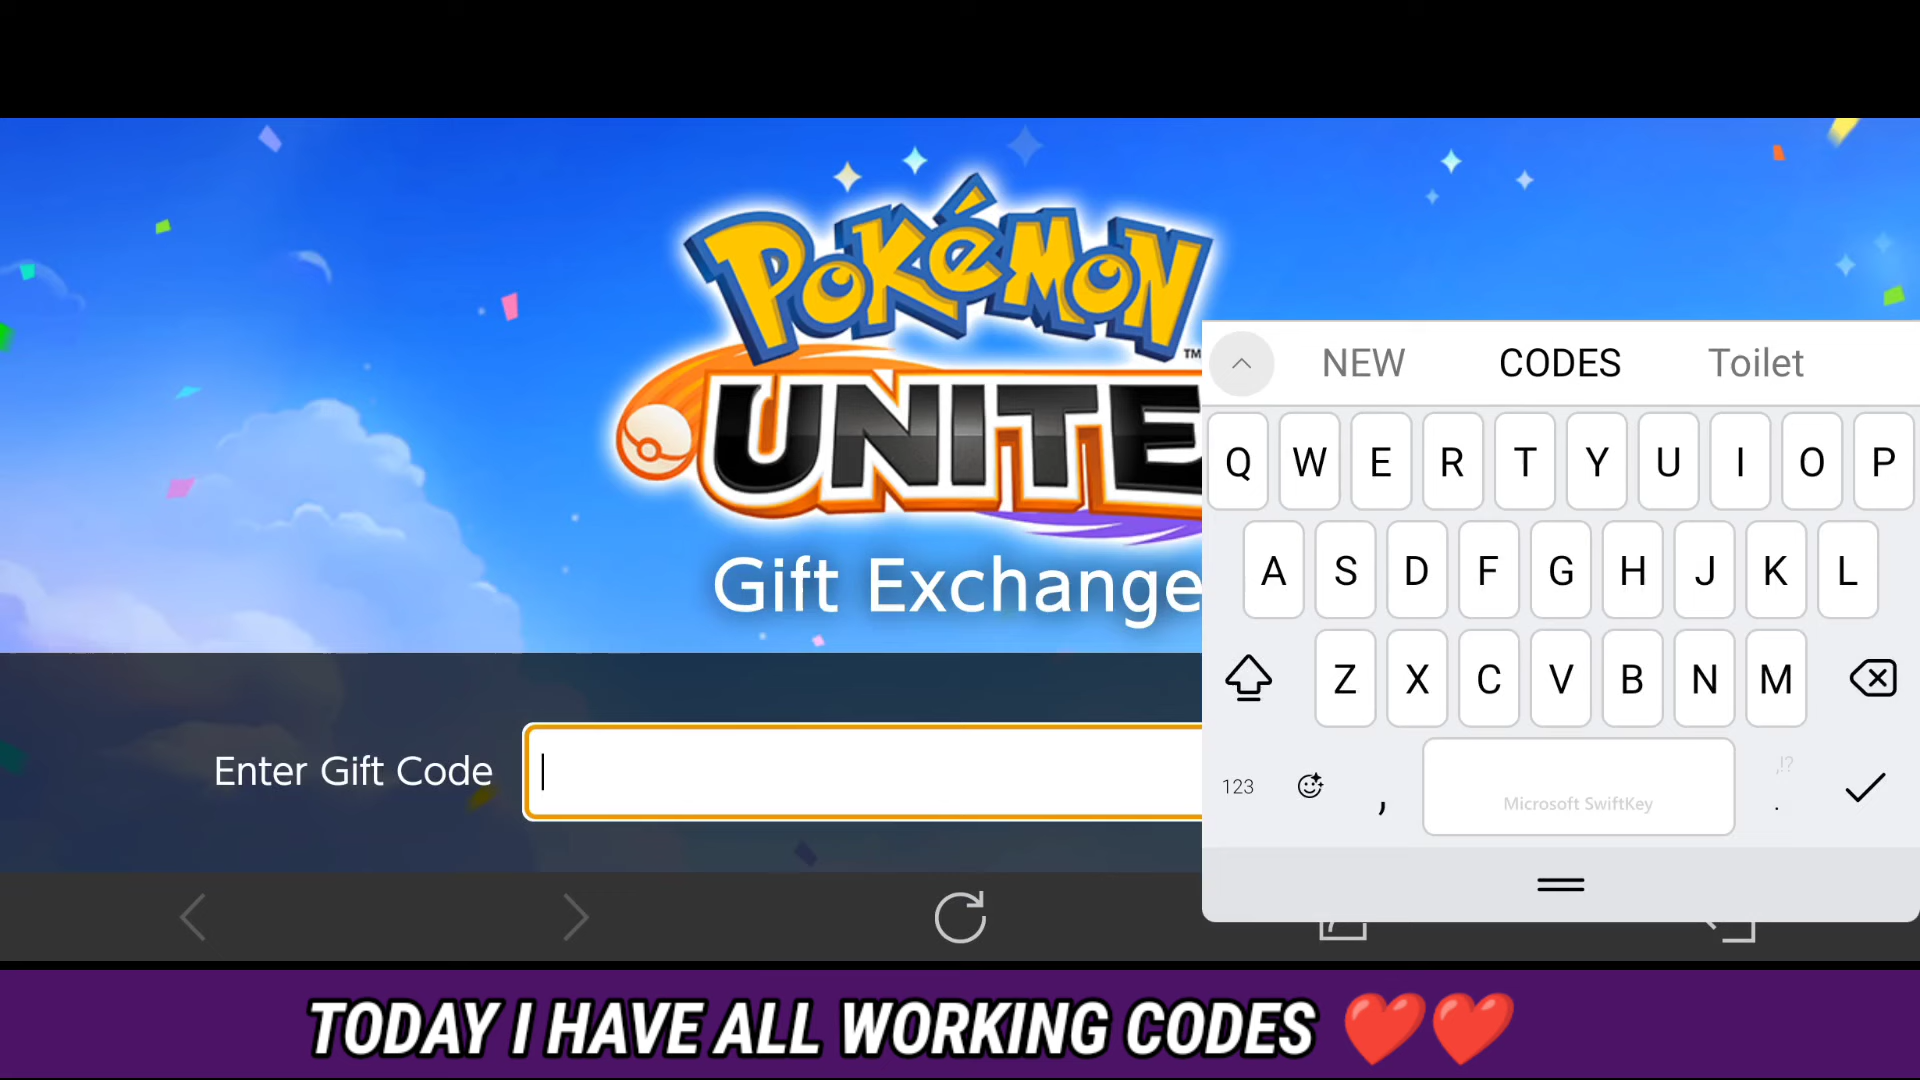 POKéMON
TM
UNITE
Gift Exchange
Enter Gift Code
NEW CODES Toilet
Q W E R T Y U I O P
A S D F G H J K L
Z X C V B N M
123 , Microsoft SwiftKey ,!? .
TODAY I HAVE ALL WORKING CODES ❤️❤️